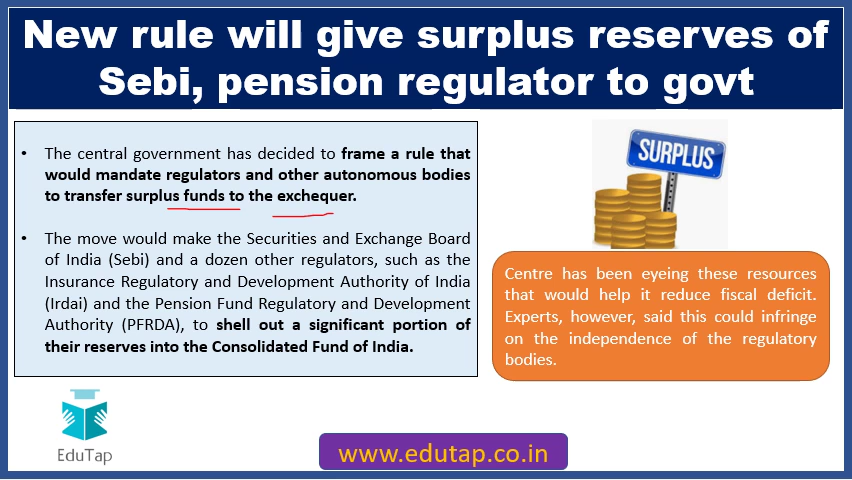 New rule will give surplus reserves of
Sebi, pension regulator to govt
• The central government has decided to frame a rule that
would mandate regulators and other autonomous bodies
to transfer surplus funds to the exchequer.
• The move would make the Securities and Exchange Board
of India (Sebi) and a dozen other regulators, such as the
Insurance Regulatory and Development Authority of India
(Irdai) and the Pension Fund Regulatory and Development
Authority (PFRDA), to shell out a significant portion of
their reserves into the Consolidated Fund of India.
SURPLUS
Centre has been eyeing these resources
that would help it reduce fiscal deficit.
Experts, however, said this could infringe
on the independence of the regulatory
bodies.
EduTap
www.edutap.co.in